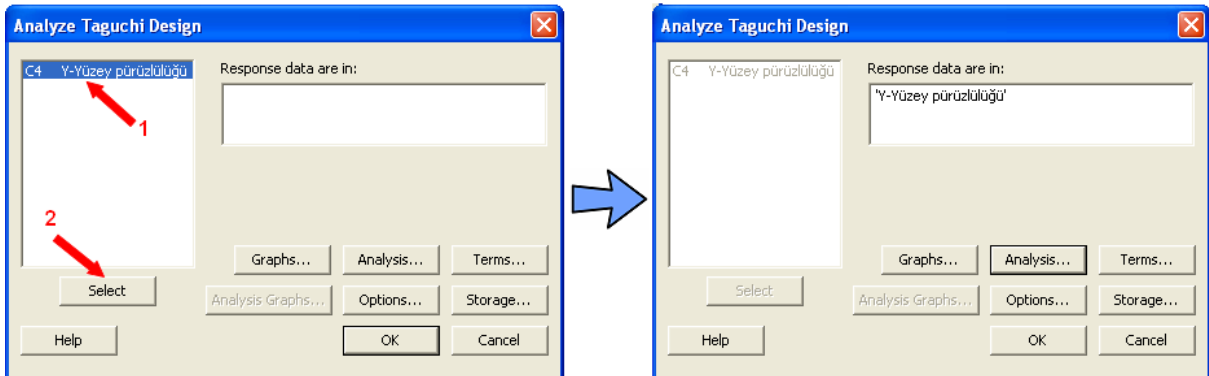 Analyze Taguchi Design
C4 Y-Yüzey pürüzlülüğü
Response data are in:
1
2
Select
Graphs...
Analysis...
Terms...
Analysis Graphs...
Options...
Storage...
Help
OK
Cancel
Analyze Taguchi Design
C4 Y-Yüzey pürüzlülüğü
Response data are in:
'Y-Yüzey pürüzlülüğü'
Select
Graphs...
Analysis...
Terms...
Analysis Graphs...
Options...
Storage...
Help
OK
Cancel